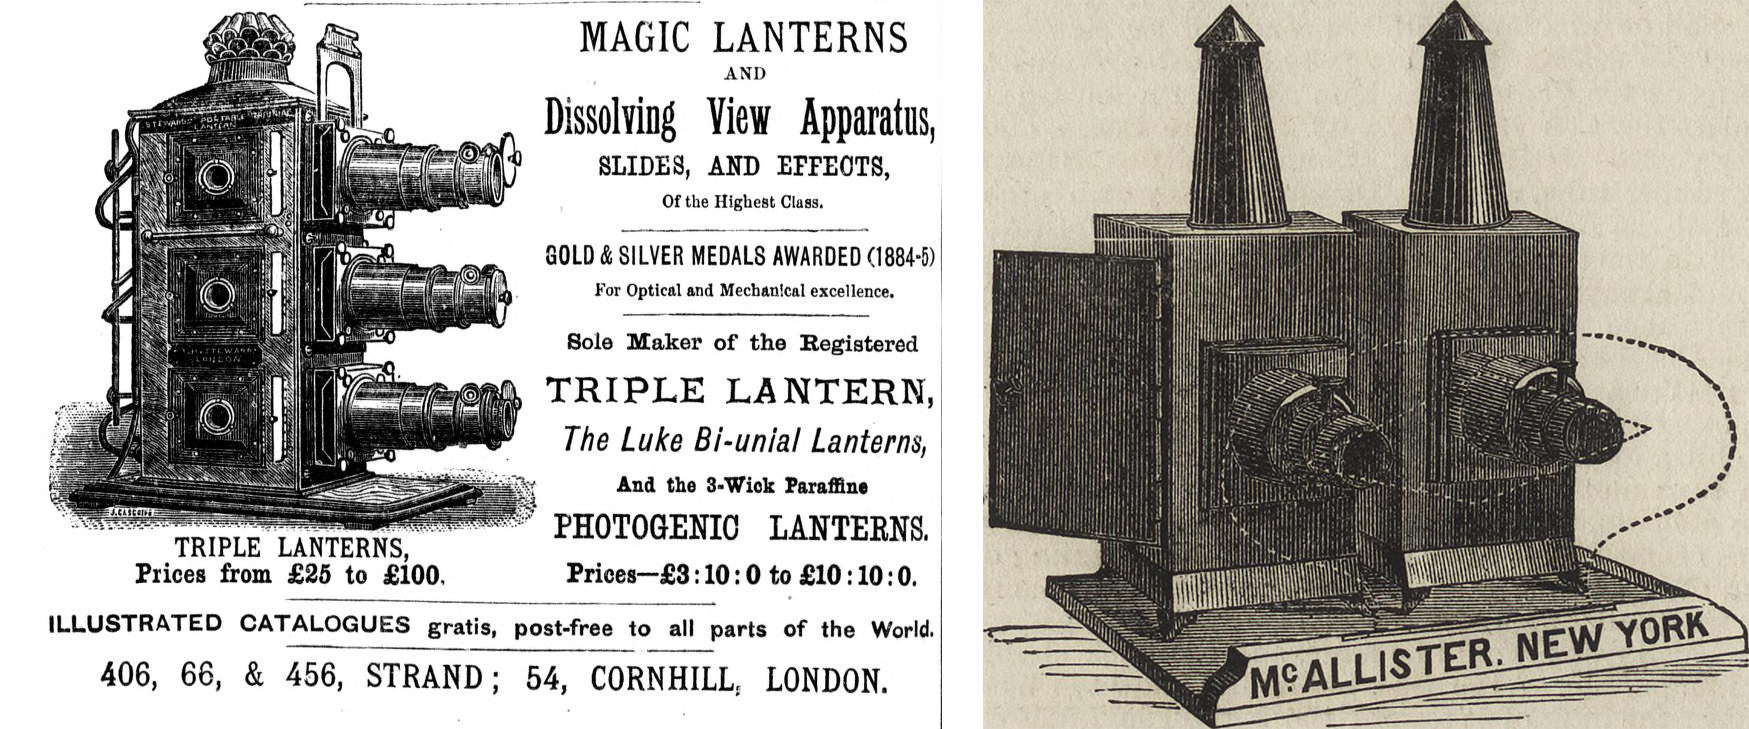 STEWARDS' PORTABLE TRIUNIAL
LANTERN
J.H. STEWARD
LONDON
J. GASCOINE
TRIPLE LANTERNS,
Prices from £25 to £100.
MAGIC LANTERNS
AND
Dissolving View Apparatus,
SLIDES, AND EFFECTS,
Of the Highest Class.
GOLD & SILVER MEDALS AWARDED (1884-5)
For Optical and Mechanical excellence.
Sole Maker of the Registered
TRIPLE LANTERN,
The Luke Bi-unial Lanterns,
And the 3-Wick Paraffine
PHOTOGENIC LANTERNS.
Prices—£3:10:0 to £10:10:0.
ILLUSTRATED CATALOGUES gratis, post-free to all parts of the World.
406, 66, & 456, STRAND; 54, CORNHILL, LONDON.
McALLISTER. NEW YORK